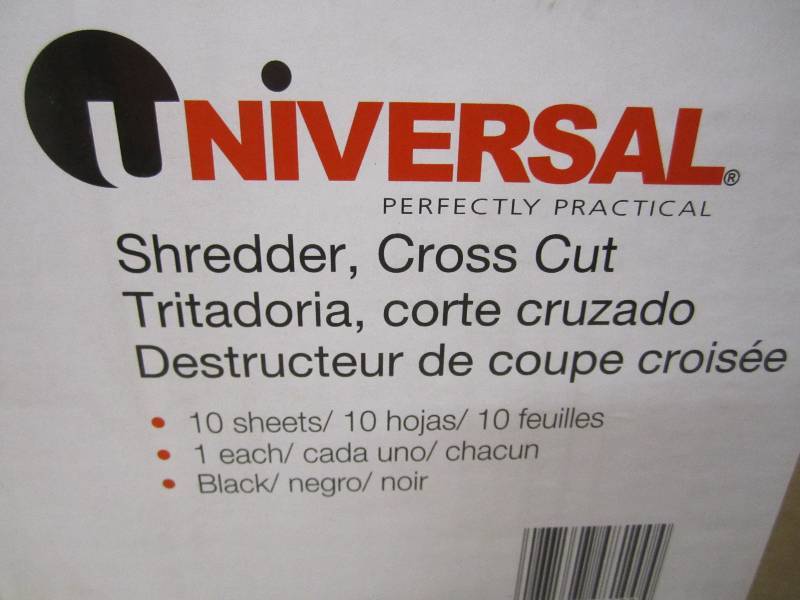 UNIVERSAL®
PERFECTLY PRACTICAL
Shredder, Cross Cut
Tritadoria, corte cruzado
Destructeur de coupe croisée
• 10 sheets/ 10 hojas/ 10 feuilles
• 1 each/ cada uno/ chacun
• Black/ negro/ noir